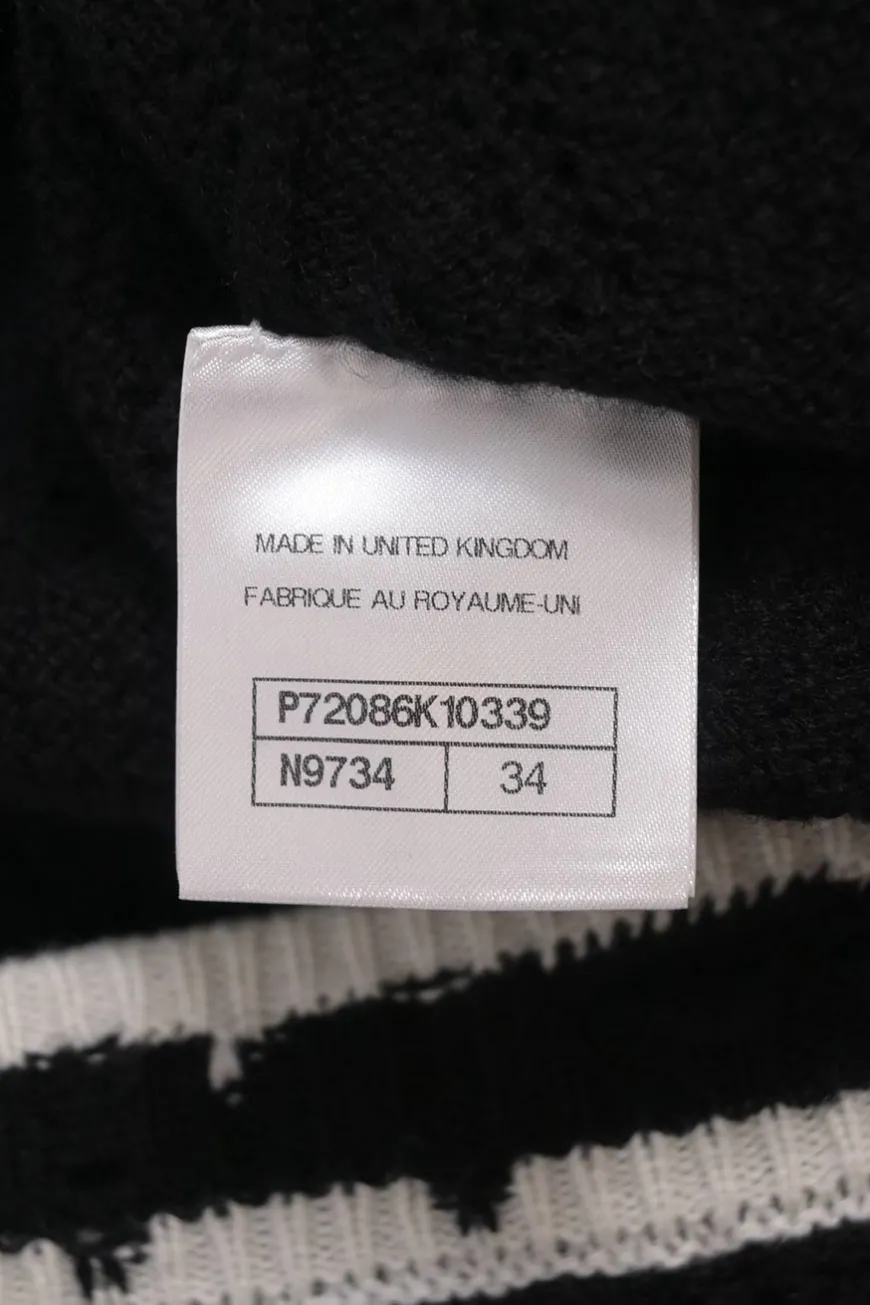 MADE IN UNITED KINGDOM
FABRIQUE AU ROYAUME-UNI
P72086K10339
N9734 34